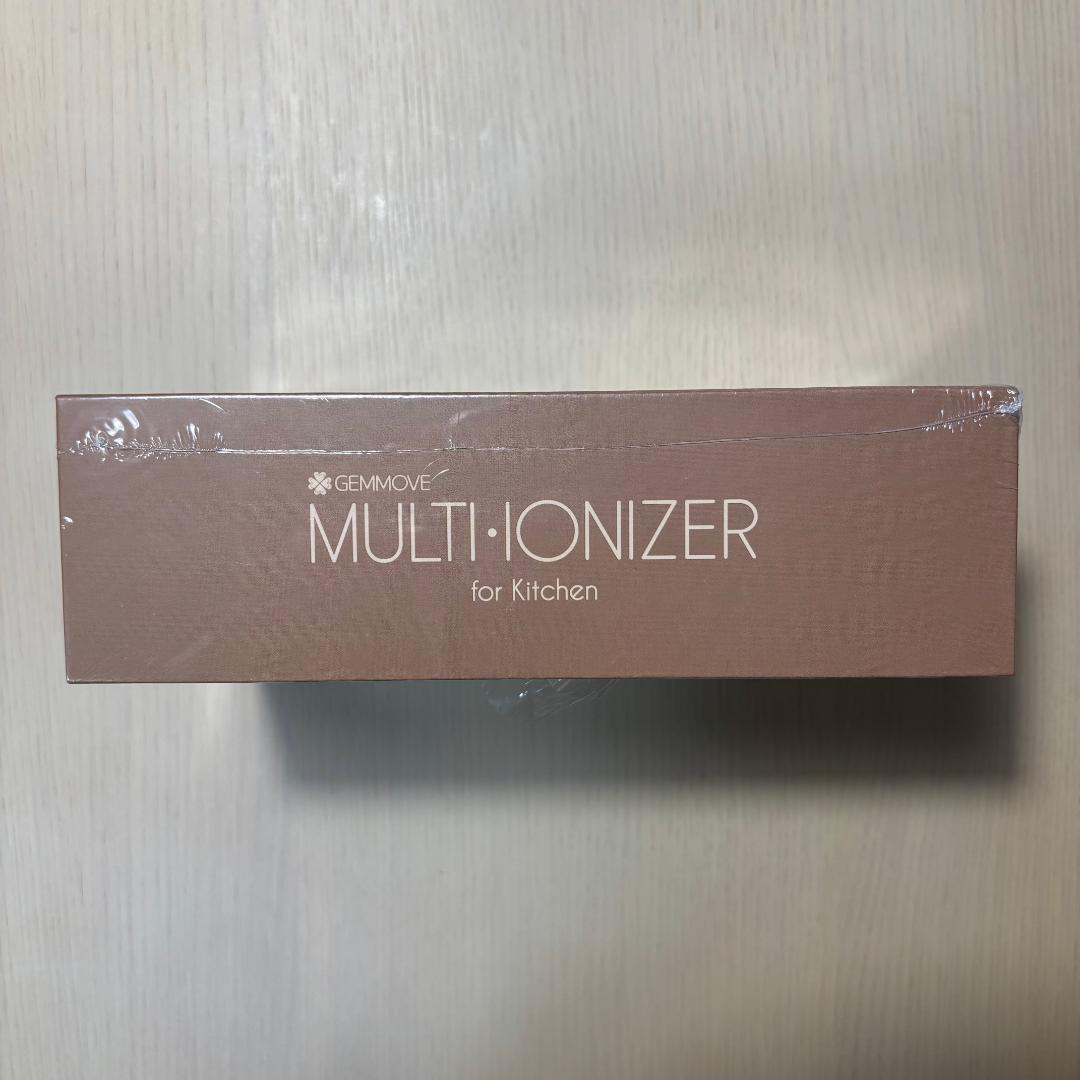 GEMMOVE
MULTI·IONIZER
for Kitchen